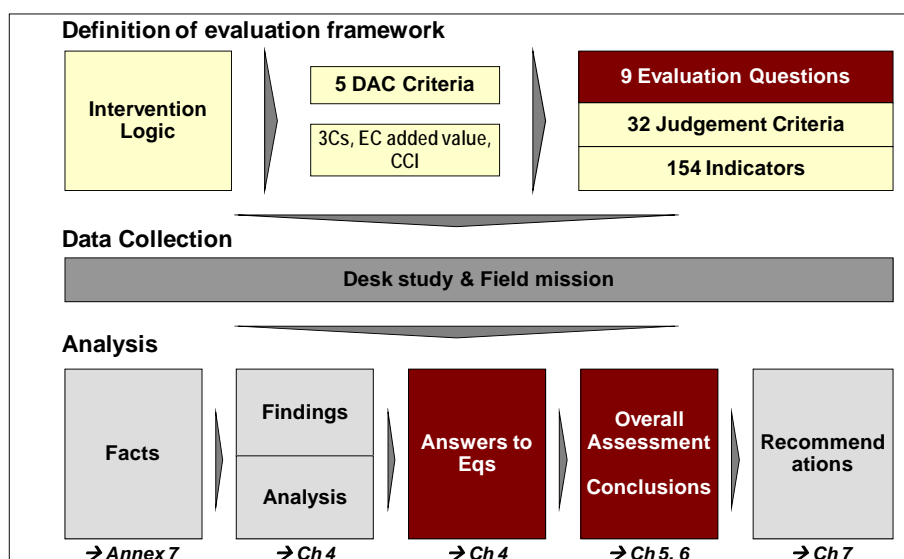 Definition of evaluation framework
Intervention
Logic
5 DAC Criteria
3Cs, EC added value,
CCI
9 Evaluation Questions
32 Judgement Criteria
154 Indicators
Data Collection
Desk study & Field mission
Analysis
Facts
Findings
Analysis
Answers to
Eqs
Overall
Assessment
Conclusions
Recommend
ations
→ Annex 7
→ Ch 4
→ Ch 4
→ Ch 5, 6
→ Ch 7